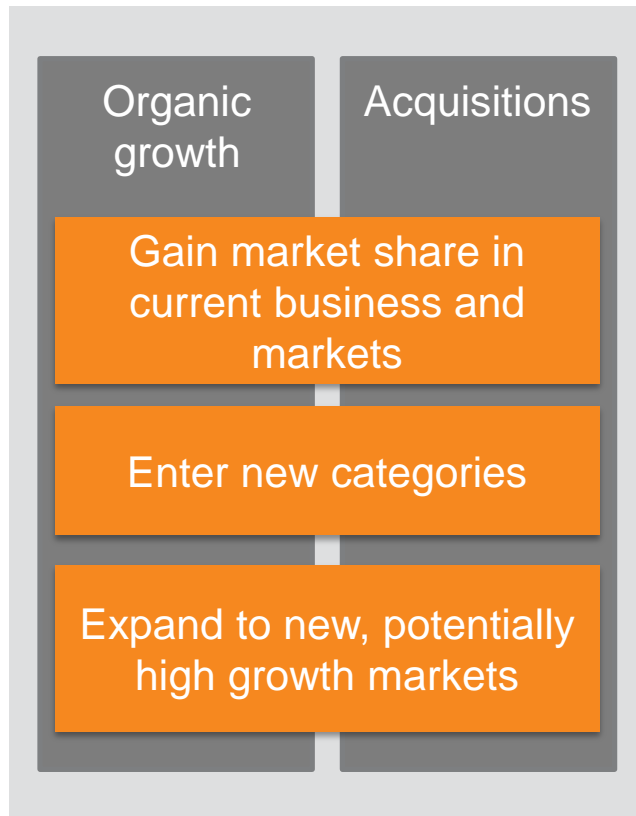 Organic
growth
Acquisitions
Gain market share in
current business and
markets
Enter new categories
Expand to new, potentially
high growth markets